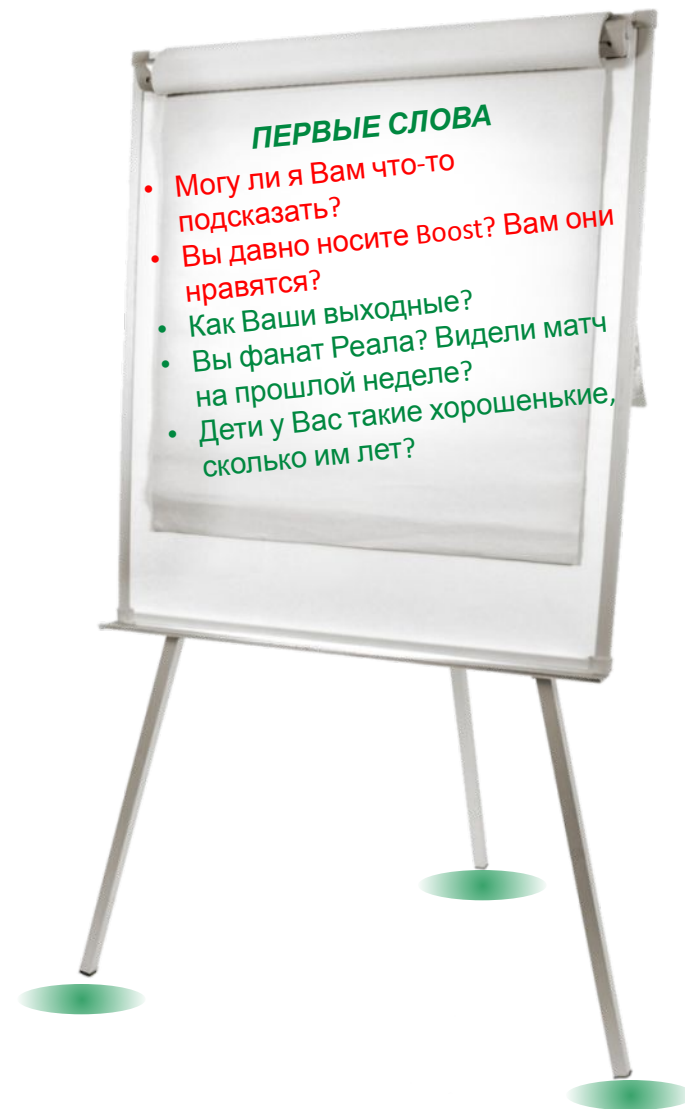 ПЕРВЫЕ СЛОВА
• Могу ли я Вам что-то
подсказать?
• Вы давно носите Boost? Вам они
нравятся?
• Как Ваши выходные?
• Вы фанат Реала? Видели матч
на прошлой неделе?
• Дети у Вас такие хорошенькие,
сколько им лет?